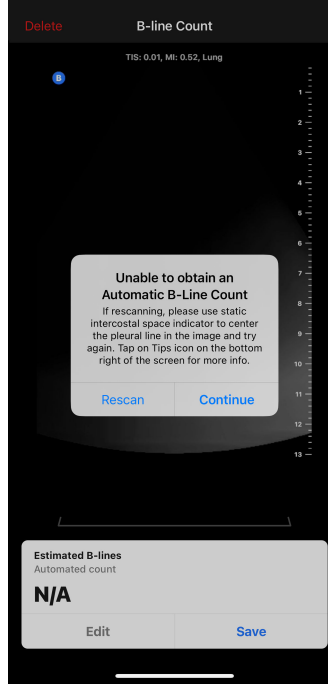 Delete
B-line Count
TIS: 0.01, MI: 0.52, Lung
B
1
2
3
4
5
6
7
8
9
10
11
12
13
Unable to obtain an
Automatic B-Line Count
If rescanning, please use static
intercostal space indicator to center
the pleural line in the image and try
again. Tap on Tips icon on the bottom
right of the screen for more info.
Rescan
Continue
Estimated B-lines
Automated count
N/A
Edit
Save